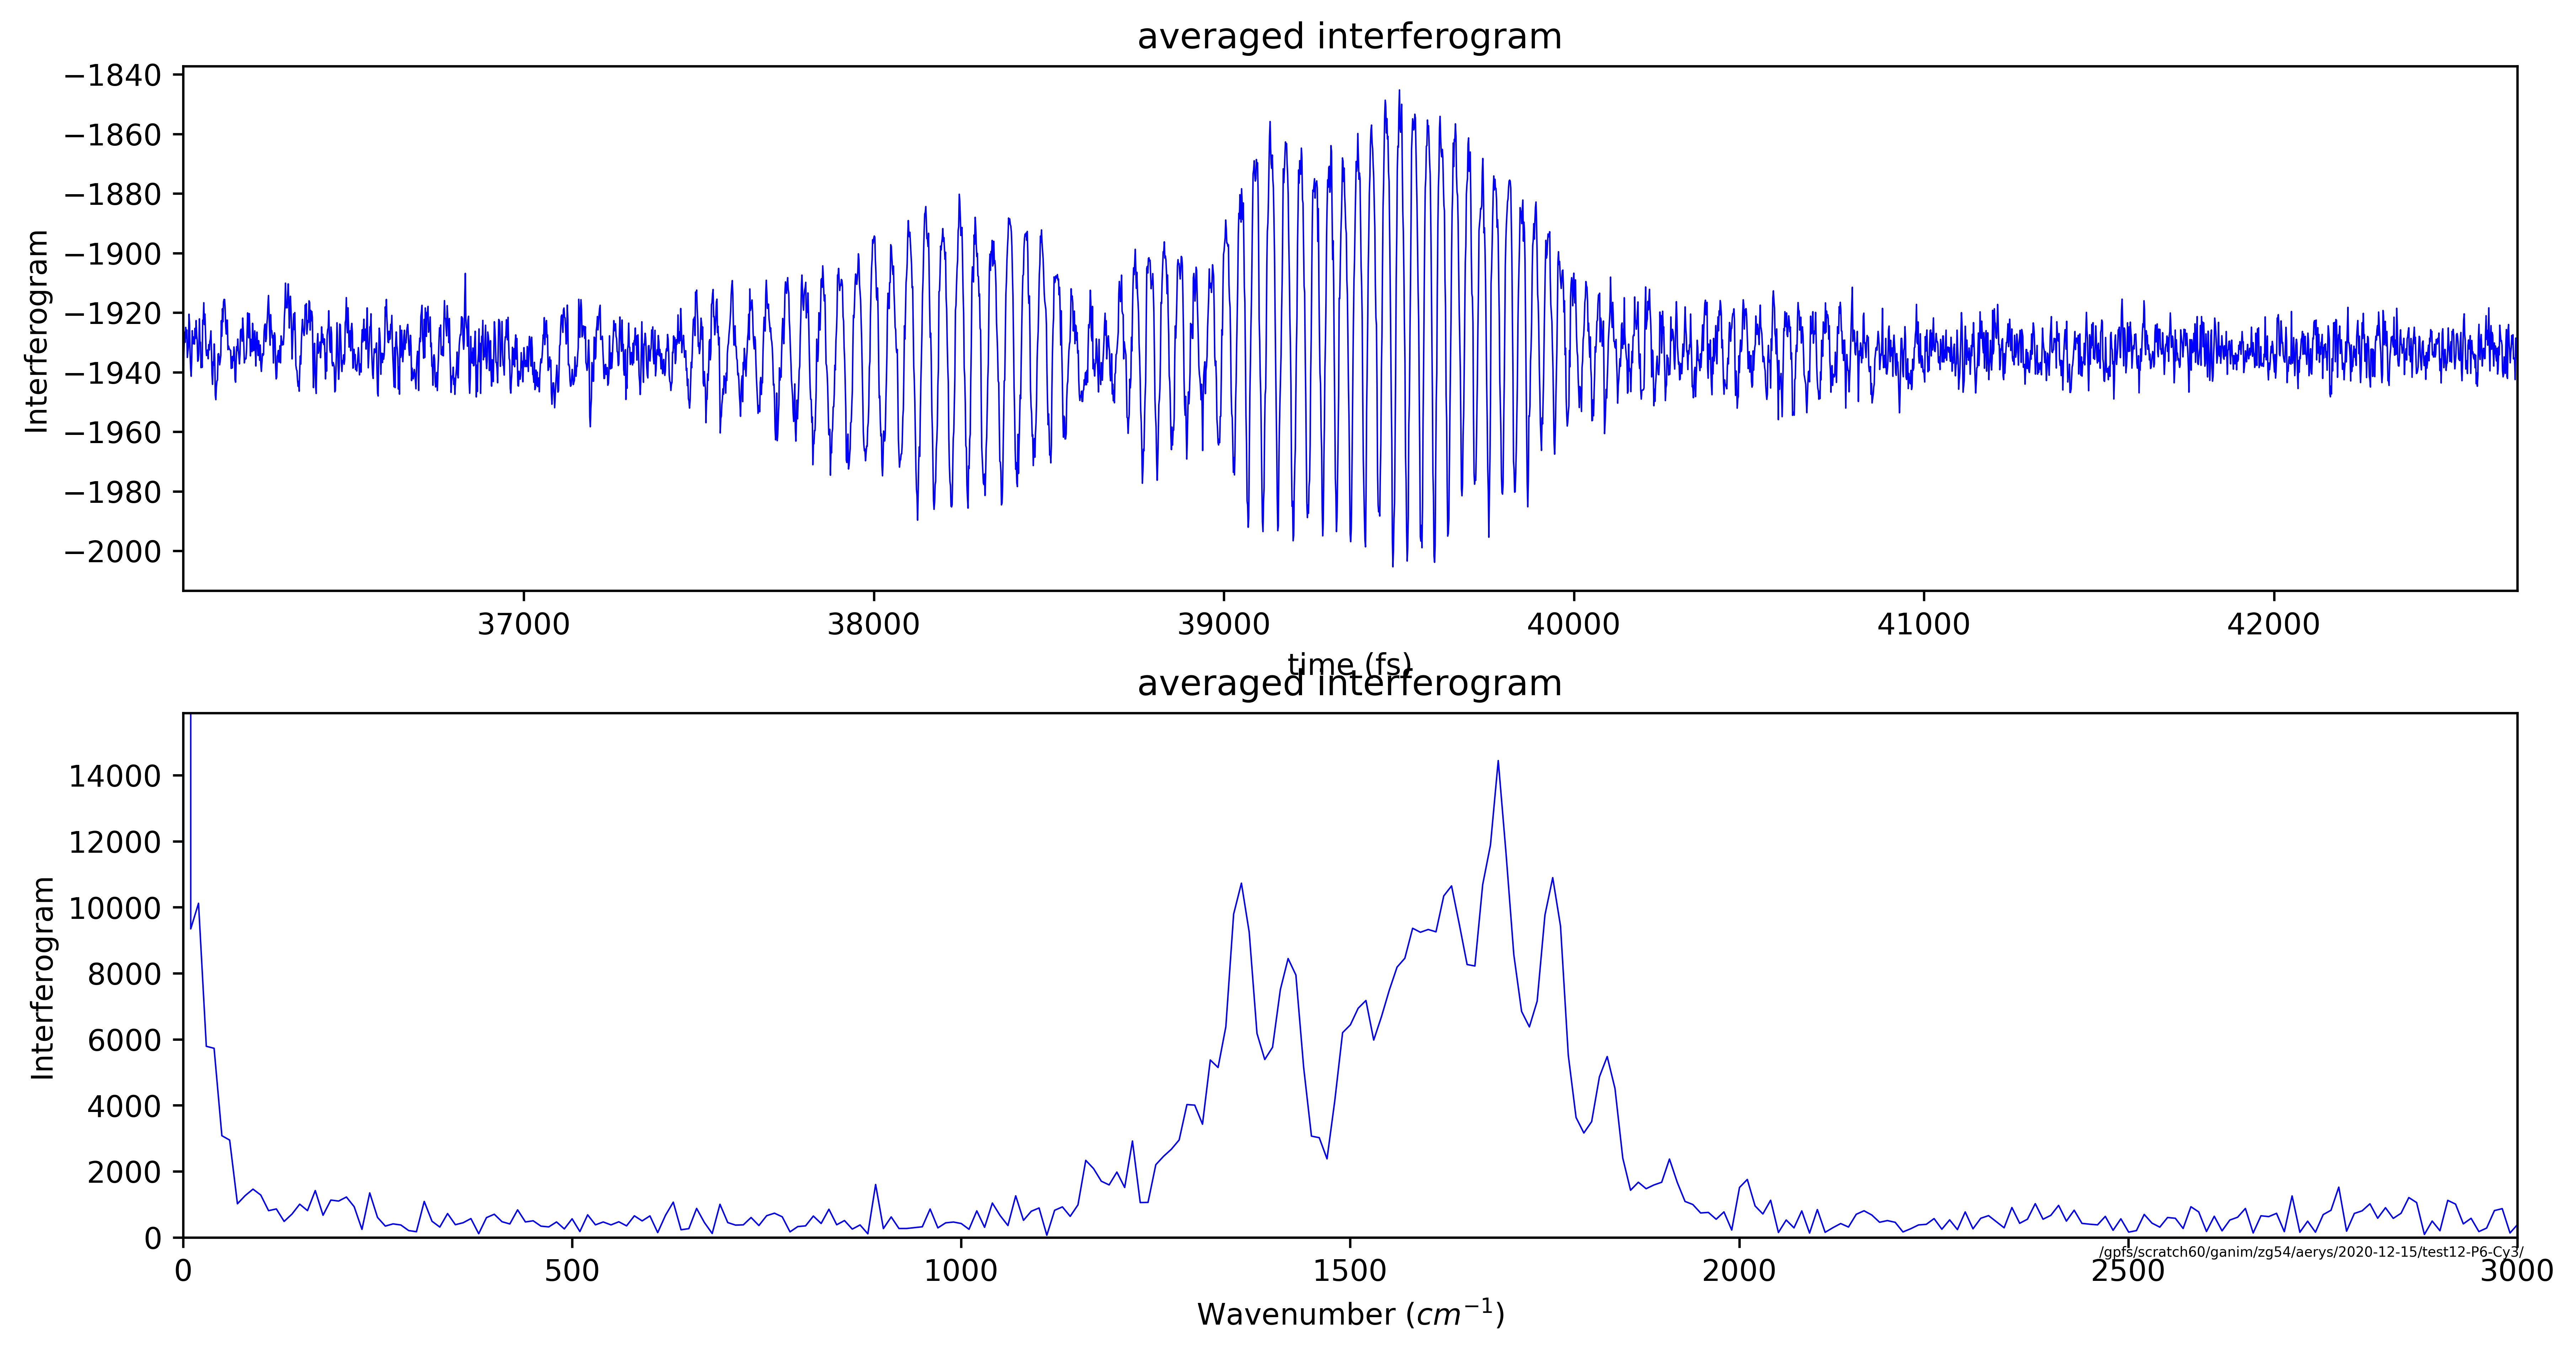 averaged interferogram
−1840
−1860
−1880
−1900
−1920
−1940
−1960
−1980
−2000
Interferogram
37000 38000 39000 40000 41000 42000
time (fs)
averaged interferogram
14000
12000
10000
8000
6000
4000
2000
0
Interferogram
/gpfs/scratch60/ganim/zg54/aerys/2020-12-15/test12-P6-Cy3/
0 500 1000 1500 2000 2500 3000
Wavenumber (cm⁻¹)